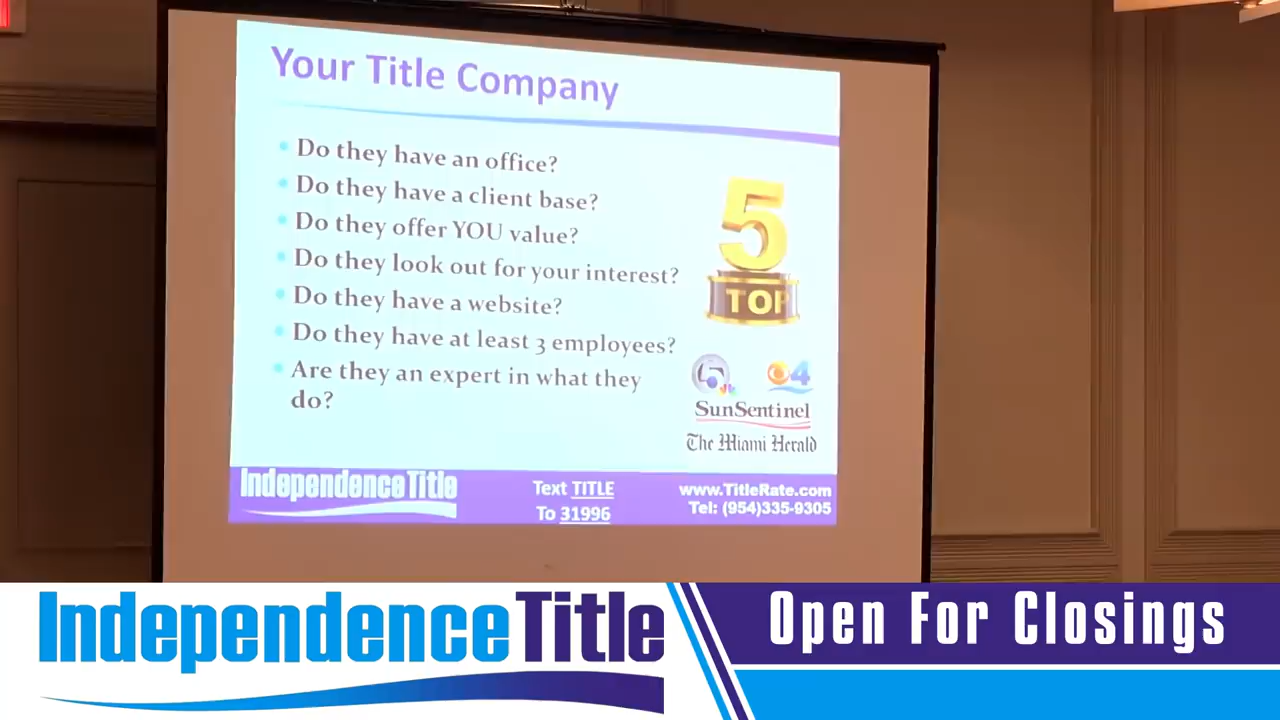 Your Title Company
Do they have an office?
Do they have a client base?
Do they offer YOU value?
Do they look out for your interest?
Do they have a website?
Do they have at least 3 employees?
Are they an expert in what they
do?
5
TOP
5
4
SunSentinel
The Miami Herald
Independence Title
Text TITLE
To 31996
www.TitleRate.com
Tel: (954)335-9305
IndependenceTitle
Open For Closings